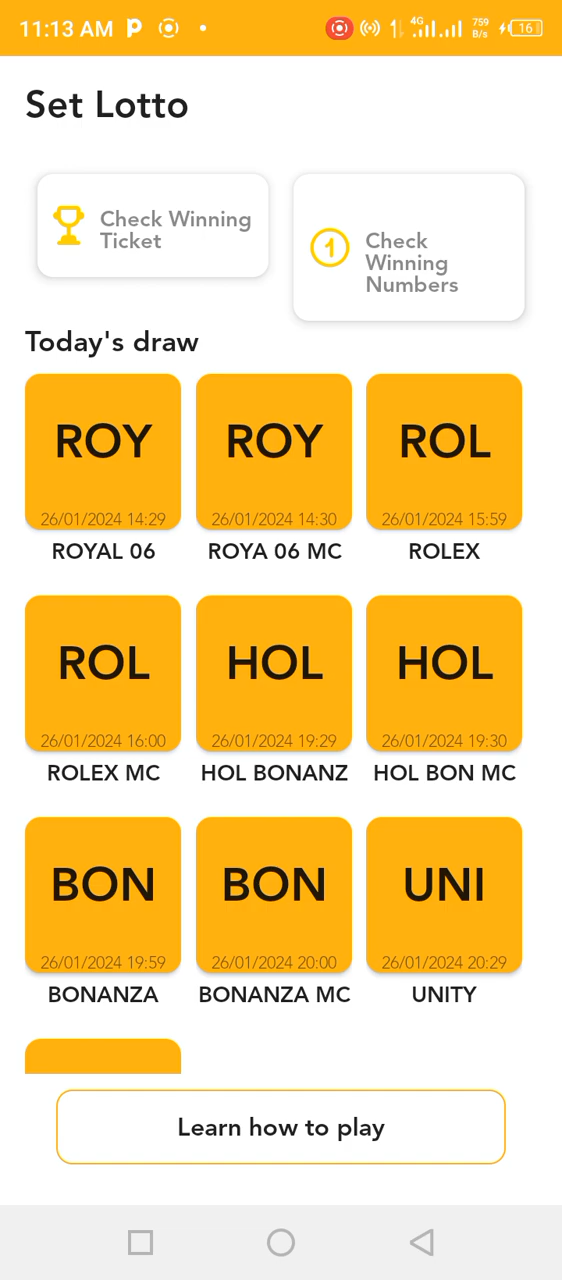 11:13 AM
4G
759
B/s
16
Set Lotto
Check Winning
Ticket
1
Check
Winning
Numbers
Today's draw
ROY
26/01/2024 14:29
ROYAL 06
ROY
26/01/2024 14:30
ROYA 06 MC
ROL
26/01/2024 15:59
ROLEX
ROL
26/01/2024 16:00
ROLEX MC
HOL
26/01/2024 19:29
HOL BONANZ
HOL
26/01/2024 19:30
HOL BON MC
BON
26/01/2024 19:59
BONANZA
BON
26/01/2024 20:00
BONANZA MC
UNI
26/01/2024 20:29
UNITY
Learn how to play